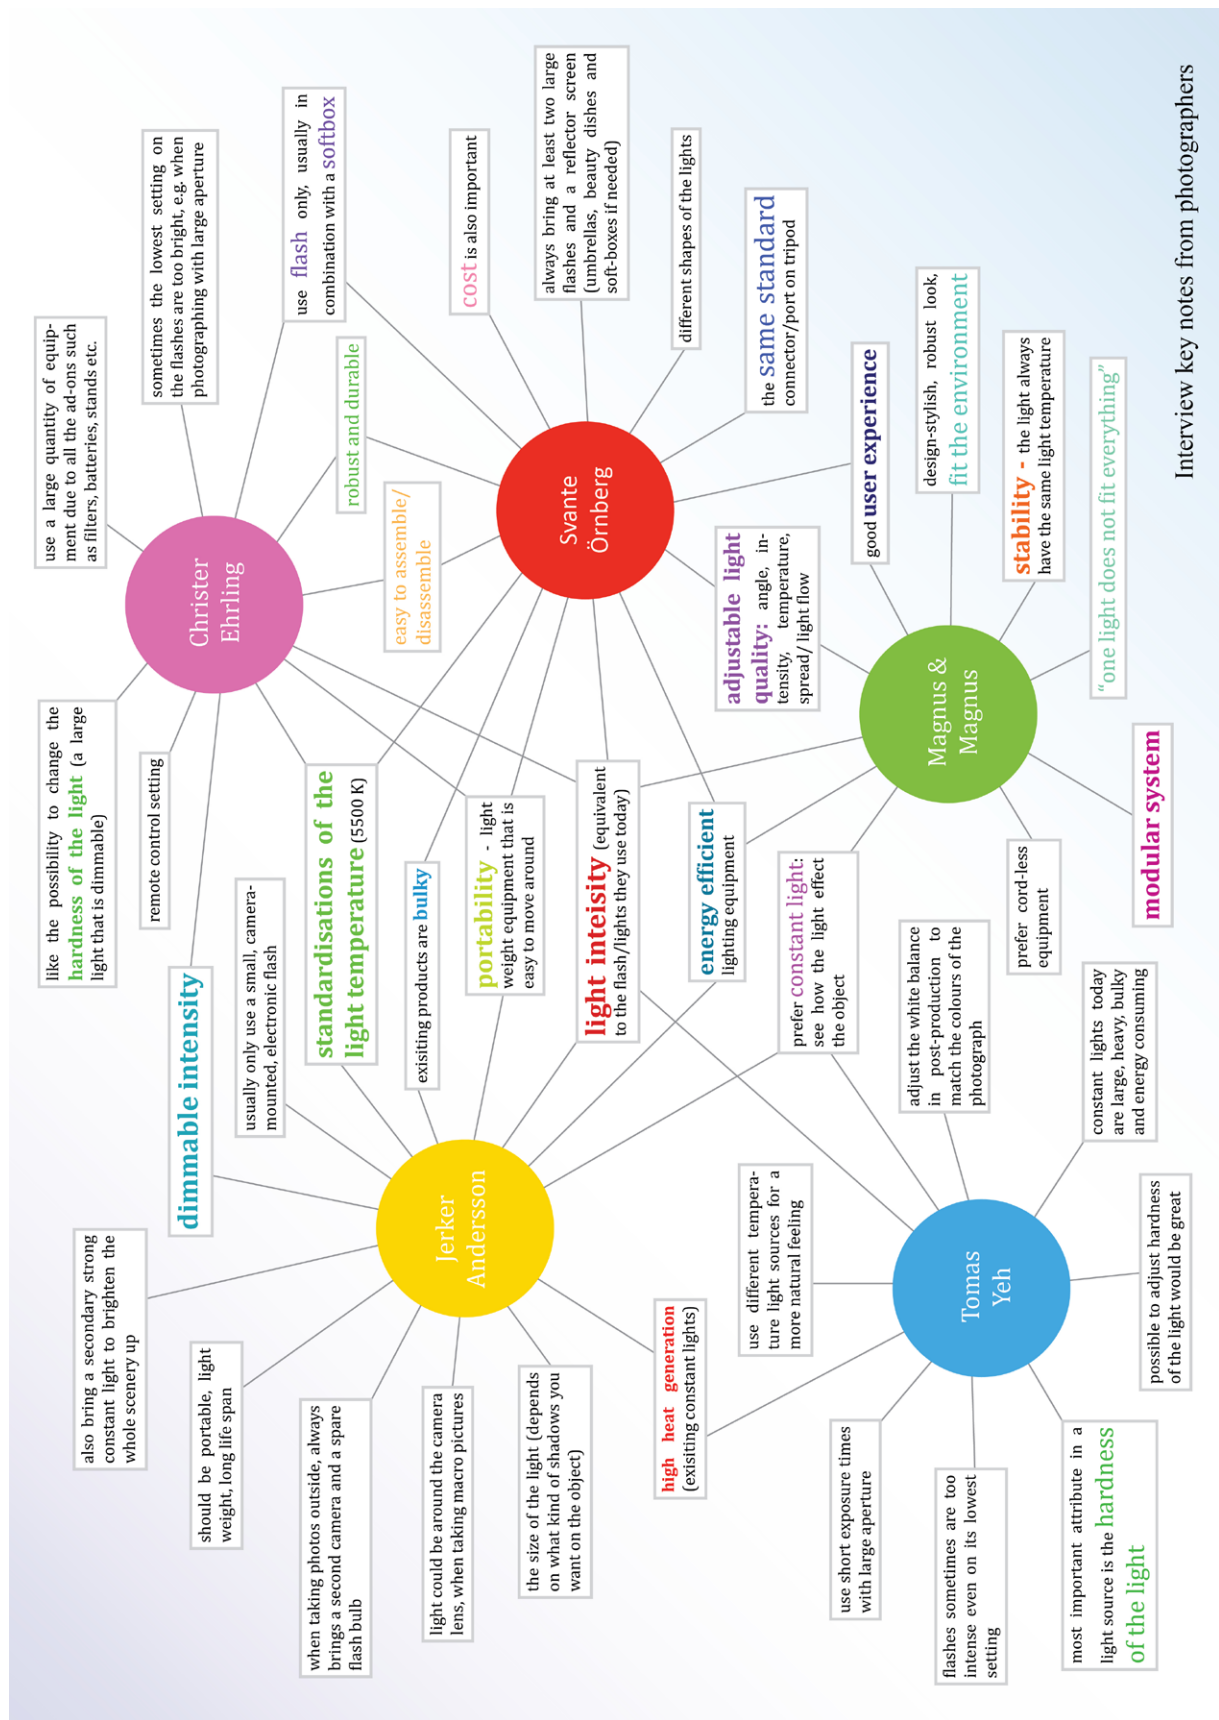 Interview key notes from photographers
also bring a secondary strong
constant light to brighten the
whole scenery up
like the possibility to change the
hardness of the light (a large
light that is dimmable)
use a large quantity of equip-
ment due to all the ad-ons such
as filters, batteries, stands etc.
should be portable, light
weight, long life span
dimmable intensity
remote control setting
Christer
Ehrling
sometimes the lowest setting on
the flashes are too bright, e.g. when
photographing with large aperture
when taking photos outside, always
brings a second camera and a spare
flash bulb
usually only use a small, camera-
mounted, electronic flash
standardisations of the
light temperature (5500 K)
use flash only, usually in
combination with a softbox
robust and durable
easy to assemble/
disassemble
light could be around the camera
lens, when taking macro pictures
Jerker
Andersson
exisiting products are bulky
portability - light
weight equipment that is
easy to move around
cost is also important
the size of the light (depends
on what kind of shadows you
want on the object)
light inteisity (equivalent
to the flash/lights they use today)
Svante
Örnberg
always bring at least two large
flashes and a reflector screen
(umbrellas, beauty dishes and
soft-boxes if needed)
high heat generation
(exisiting constant lights)
energy efficient
lighting equipment
different shapes of the lights
use different tempera-
ture light sources for a
more natural feeling
prefer constant light:
see how the light effect
the object
adjustable light
quality: angle, in-
tensity, temperature,
spread/ light flow
the same standard
connector/port on tripod
use short exposure times
with large aperture
good user experience
adjust the white balance
in post-production to
match the colours of the
photograph
Magnus &
Magnus
design-stylish, robust look,
fit the environment
flashes sometimes are too
intense even on its lowest
setting
Tomas
Yeh
prefer cord-less
equipment
stability - the light always
have the same light temperature
most important attribute in a
light source is the hardness
of the light
constant lights today
are large, heavy, bulky
and energy consuming
"one light does not fit everything"
possible to adjust hardness
of the light would be great
modular system